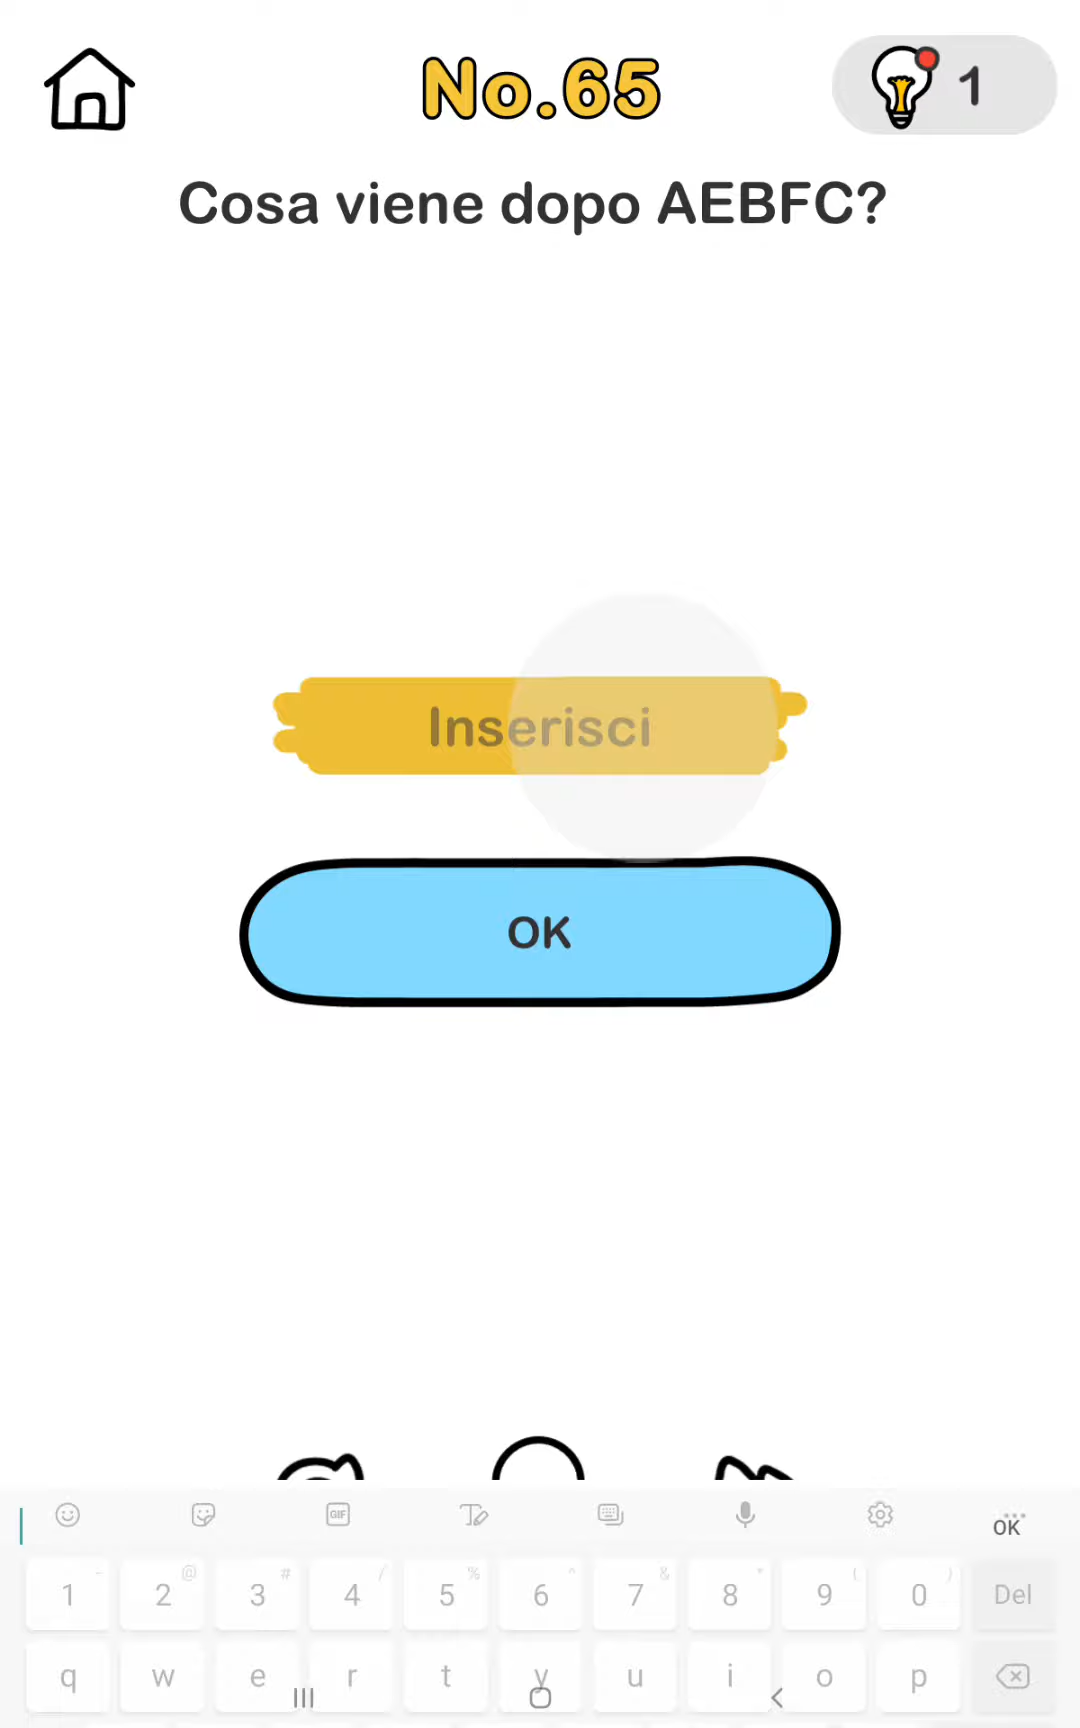 No.65
1
Cosa viene dopo AEBFC?
Inserisci
OK
GIF
OK
1 - 2 @ 3 # 4 / 5 % 6 ^ 7 & 8 * 9 ( 0 ) Del
q w e r t y u i o p